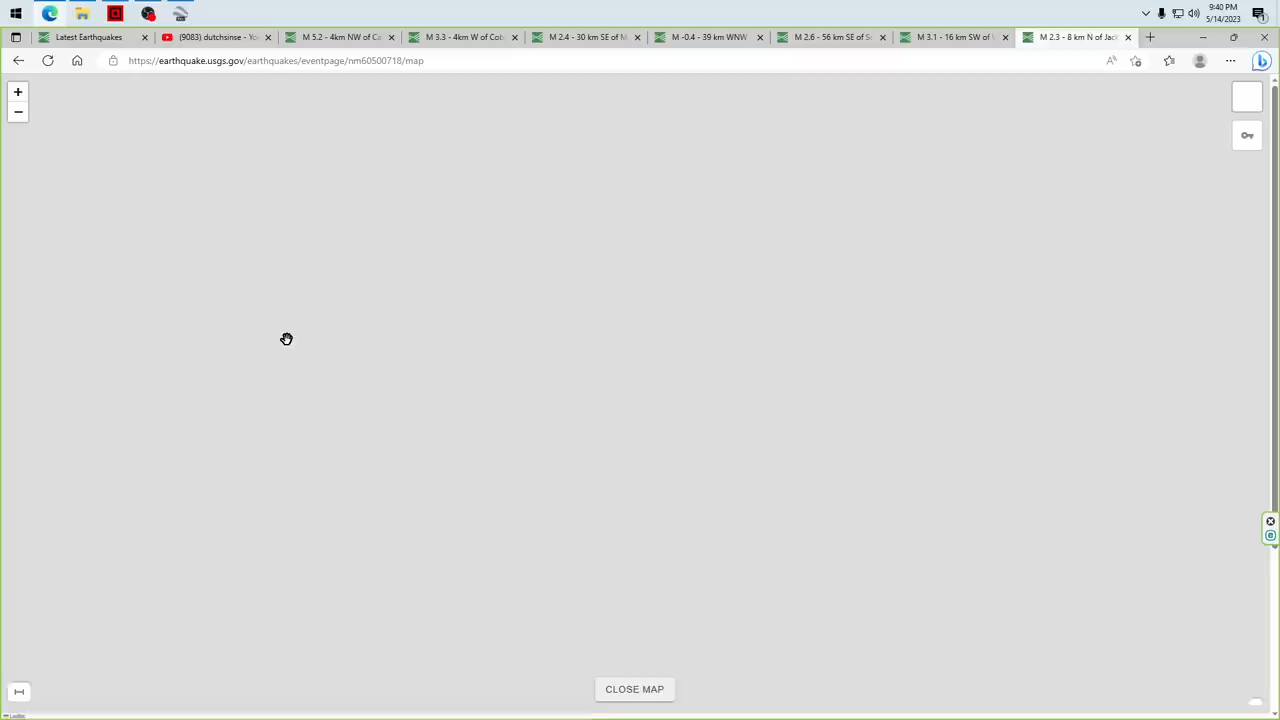 9:40 PM
5/14/2023
Latest Earthquakes
(9083) dutchsinse - Yo
M 5.2 - 4km NW of Ca
M 3.3 - 4km W of Cob
M 2.4 - 30 km SE of M
M -0.4 - 39 km WNW
M 2.6 - 56 km SE of S
M 3.1 - 16 km SW of
M 2.3 - 8 km N of Jack
https://earthquake.usgs.gov/earthquakes/eventpage/nm60500718/map
+
−
CLOSE MAP
Leaflet